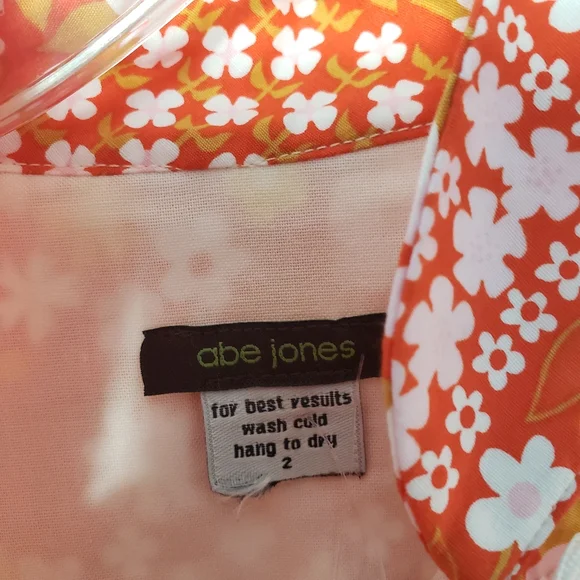 abe jones
for best results
wash cold
hang to dry
2